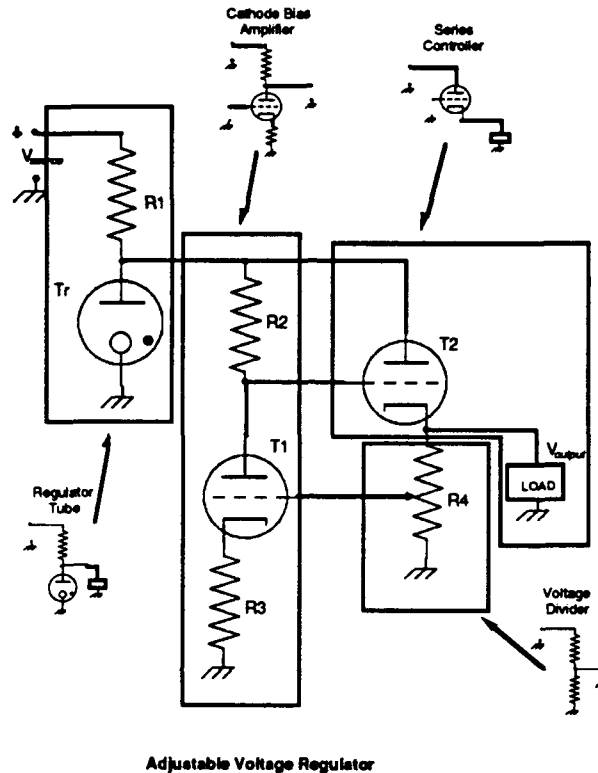 Cathode Bias
Amplifier
Series
Controller
R1
Tr
R2
T2
T1
V output
LOAD
R4
Regulator
Tube
R3
Voltage
Divider
Adjustable Voltage Regulator